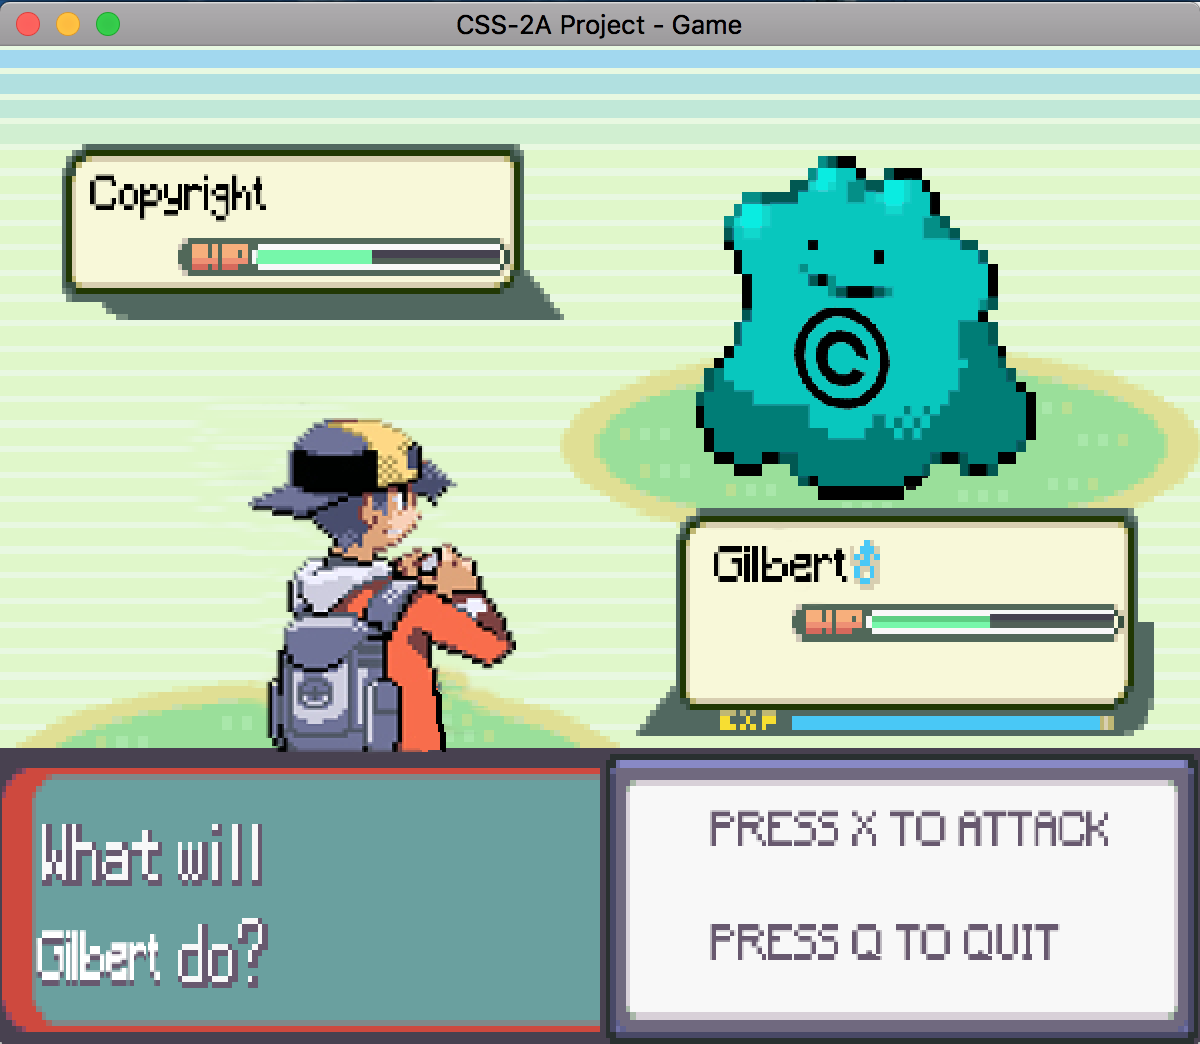 CSS-2A Project - Game
Copyright
HP
©
Gilbert♂
HP
EXP
What will
Gilbert do?
PRESS X TO ATTACK
PRESS Q TO QUIT